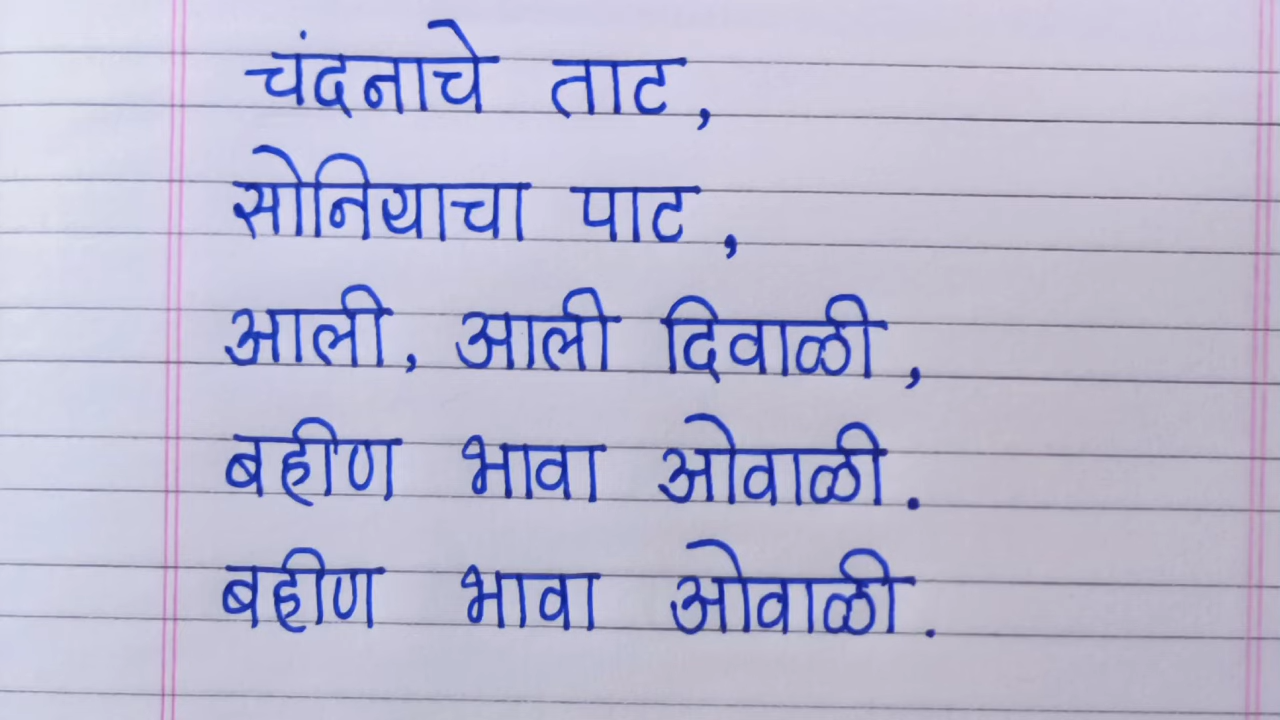 चंदनाचे ताट,
सोनियाचा पाट,
आली, आली दिवाळी,
बहीण भावा ओवाळी.
बहीण भावा ओवाळी.